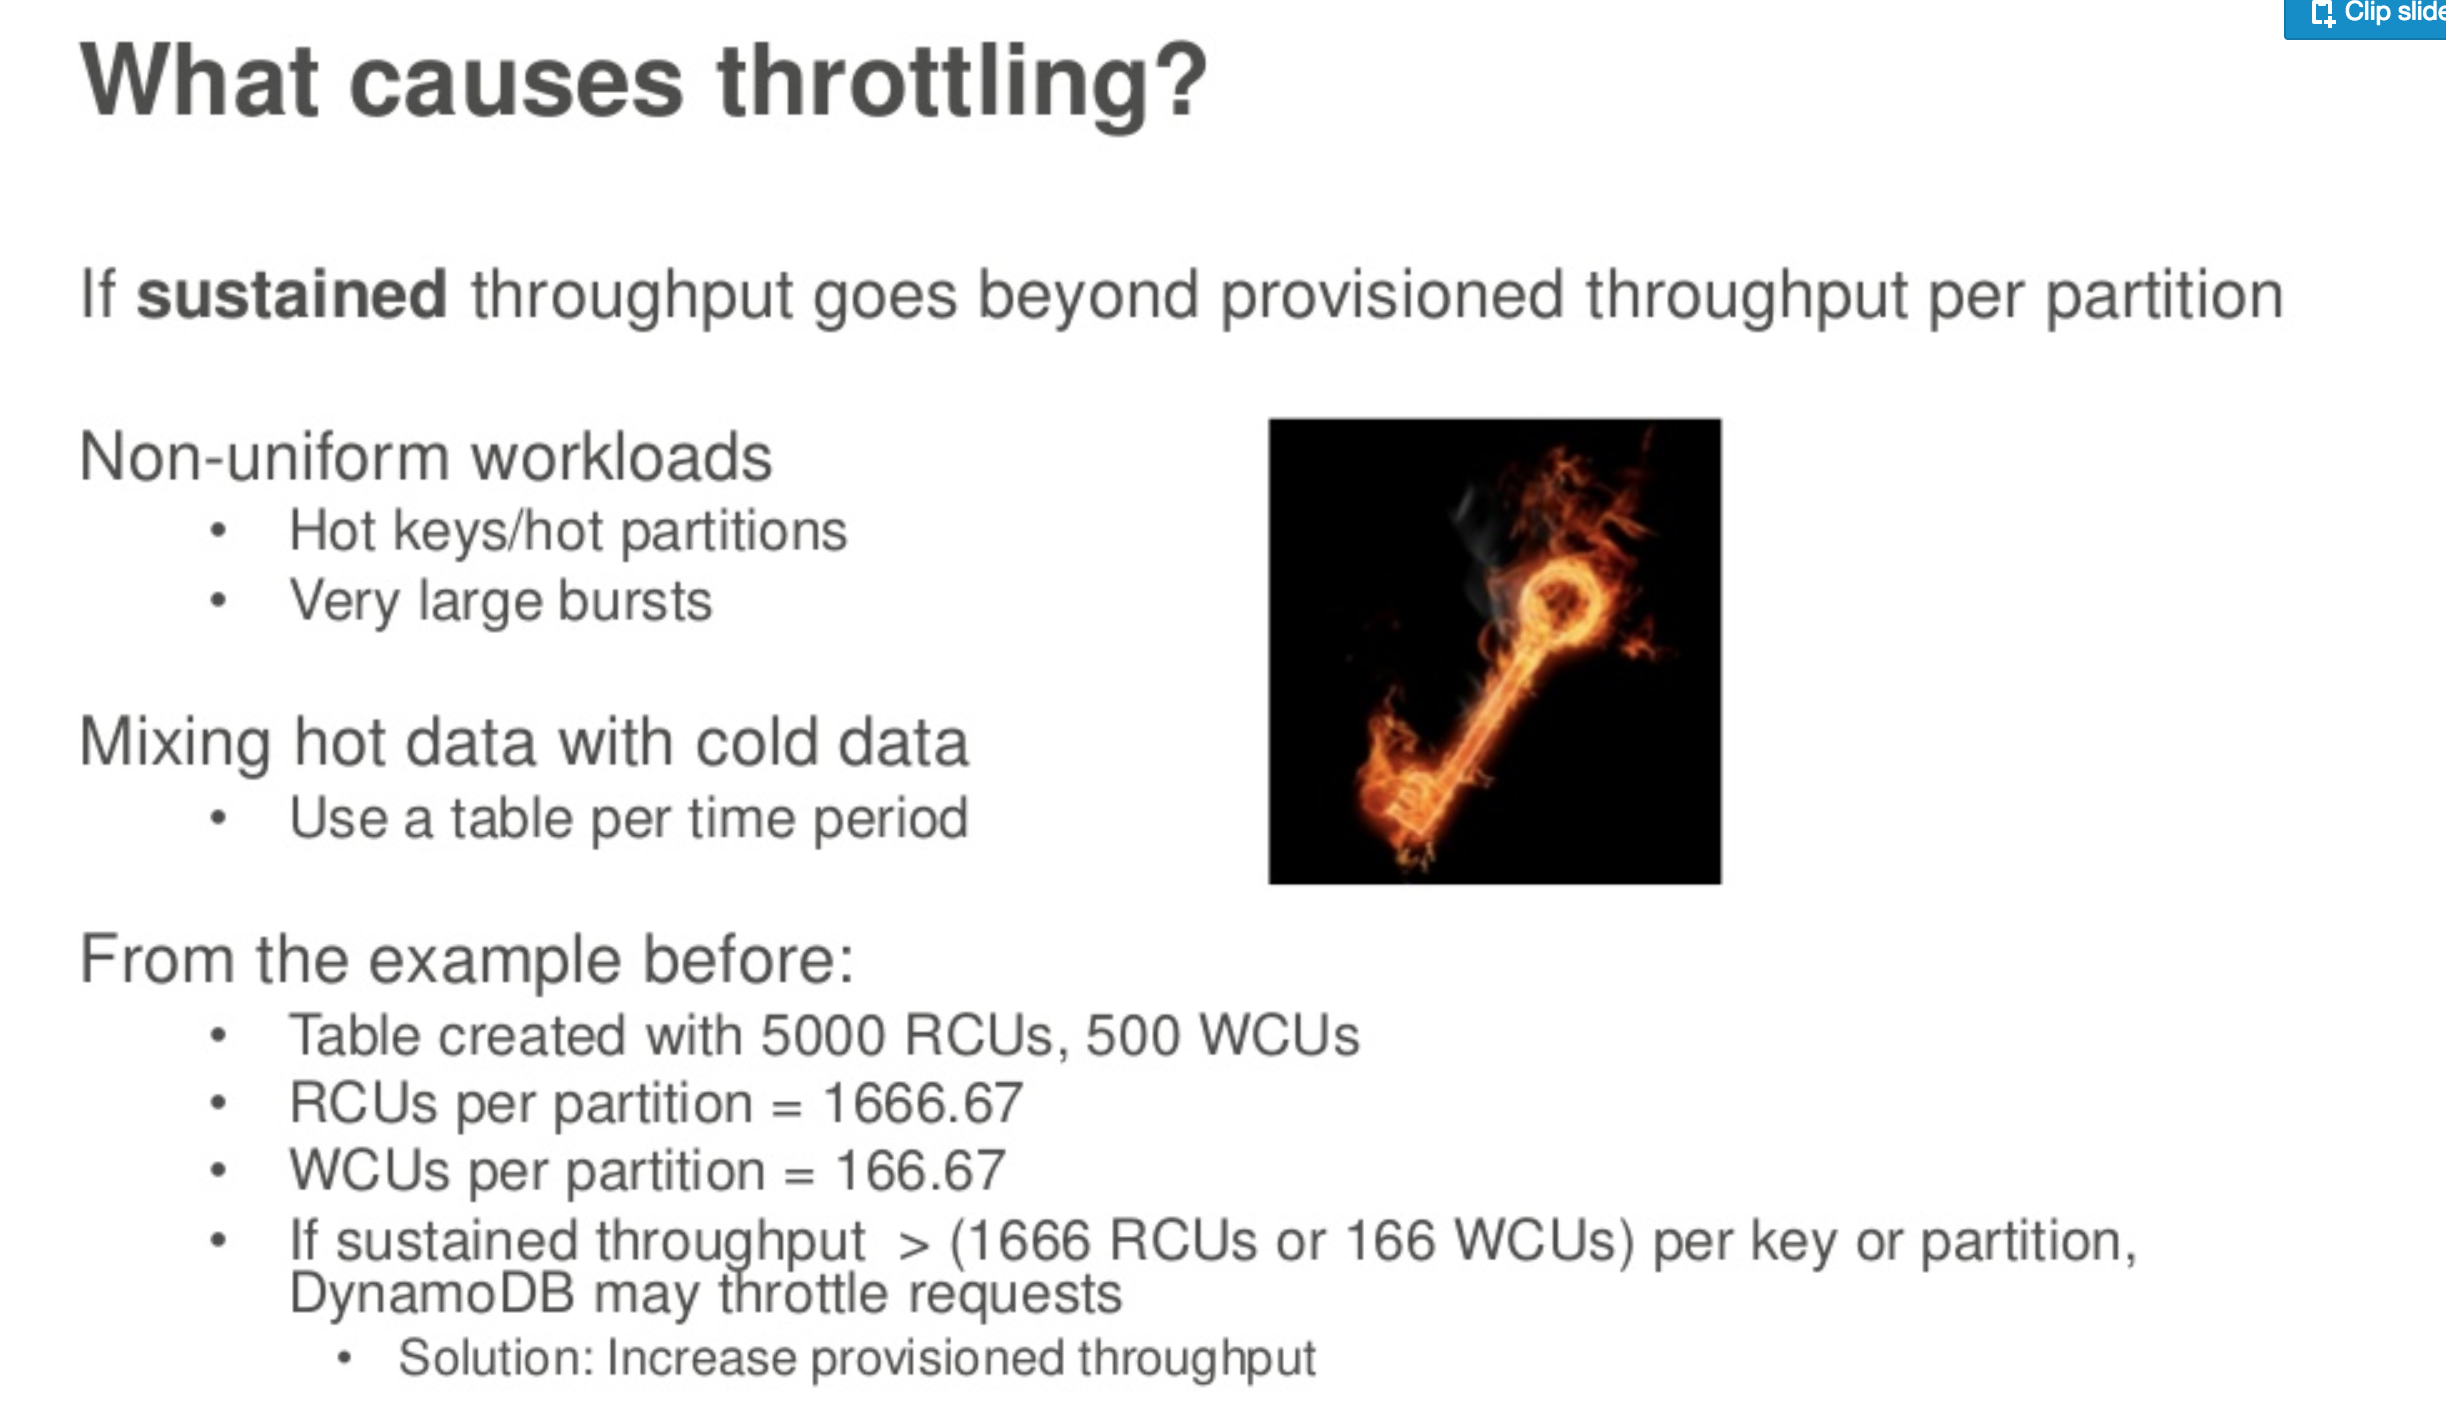 Clip slide
What causes throttling?
If sustained throughput goes beyond provisioned throughput per partition
Non-uniform workloads
• Hot keys/hot partitions
• Very large bursts
Mixing hot data with cold data
• Use a table per time period
From the example before:
• Table created with 5000 RCUs, 500 WCUs
• RCUs per partition = 1666.67
• WCUs per partition = 166.67
• If sustained throughput > (1666 RCUs or 166 WCUs) per key or partition,
DynamoDB may throttle requests
• Solution: Increase provisioned throughput